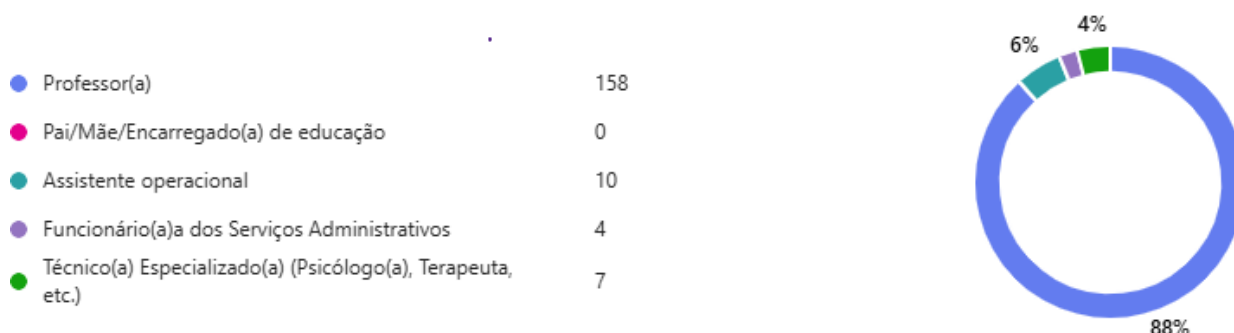 4%
6%
Professor(a) 158
Pai/Mãe/Encarregado(a) de educação 0
Assistente operacional 10
Funcionário(a)a dos Serviços Administrativos 4
Técnico(a) Especializado(a) (Psicólogo(a), Terapeuta,
etc.) 7
88%